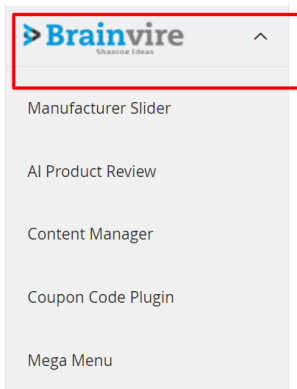 Brainvire
Shaping Ideas
Manufacturer Slider
AI Product Review
Content Manager
Coupon Code Plugin
Mega Menu